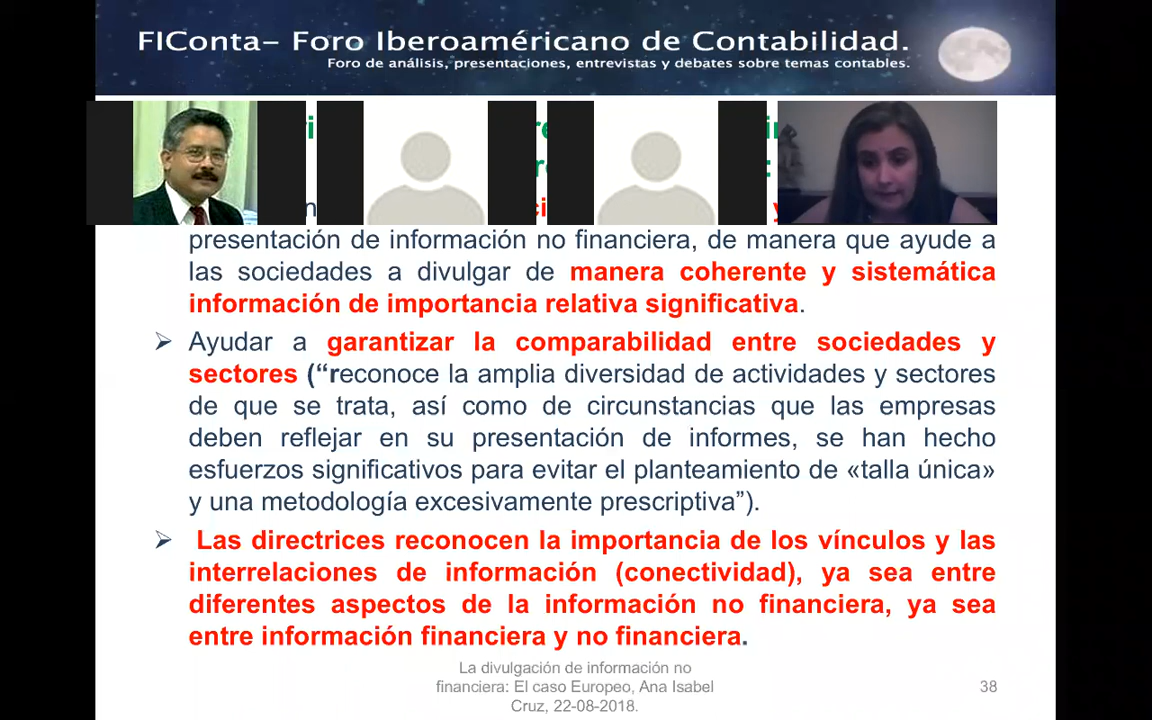 FIConta– Foro Iberoaméricano de Contabilidad.
Foro de análisis, presentaciones, entrevistas y debates sobre temas contables.
presentación de información no financiera, de manera que ayude a
las sociedades a divulgar de manera coherente y sistemática
información de importancia relativa significativa.
➢ Ayudar a garantizar la comparabilidad entre sociedades y
sectores (“reconoce la amplia diversidad de actividades y sectores
de que se trata, así como de circunstancias que las empresas
deben reflejar en su presentación de informes, se han hecho
esfuerzos significativos para evitar el planteamiento de «talla única»
y una metodología excesivamente prescriptiva”).
➢ Las directrices reconocen la importancia de los vínculos y las
interrelaciones de información (conectividad), ya sea entre
diferentes aspectos de la información no financiera, ya sea
entre información financiera y no financiera.
La divulgación de información no
financiera: El caso Europeo, Ana Isabel
Cruz, 22-08-2018.
38